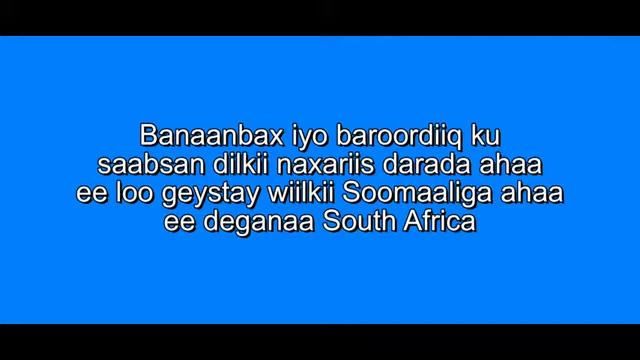 Banaanbax iyo baroordiiq ku
saabsan dilkii naxariis darada ahaa
ee loo geystay wiilkii Soomaaliga ahaa
ee deganaa South Africa